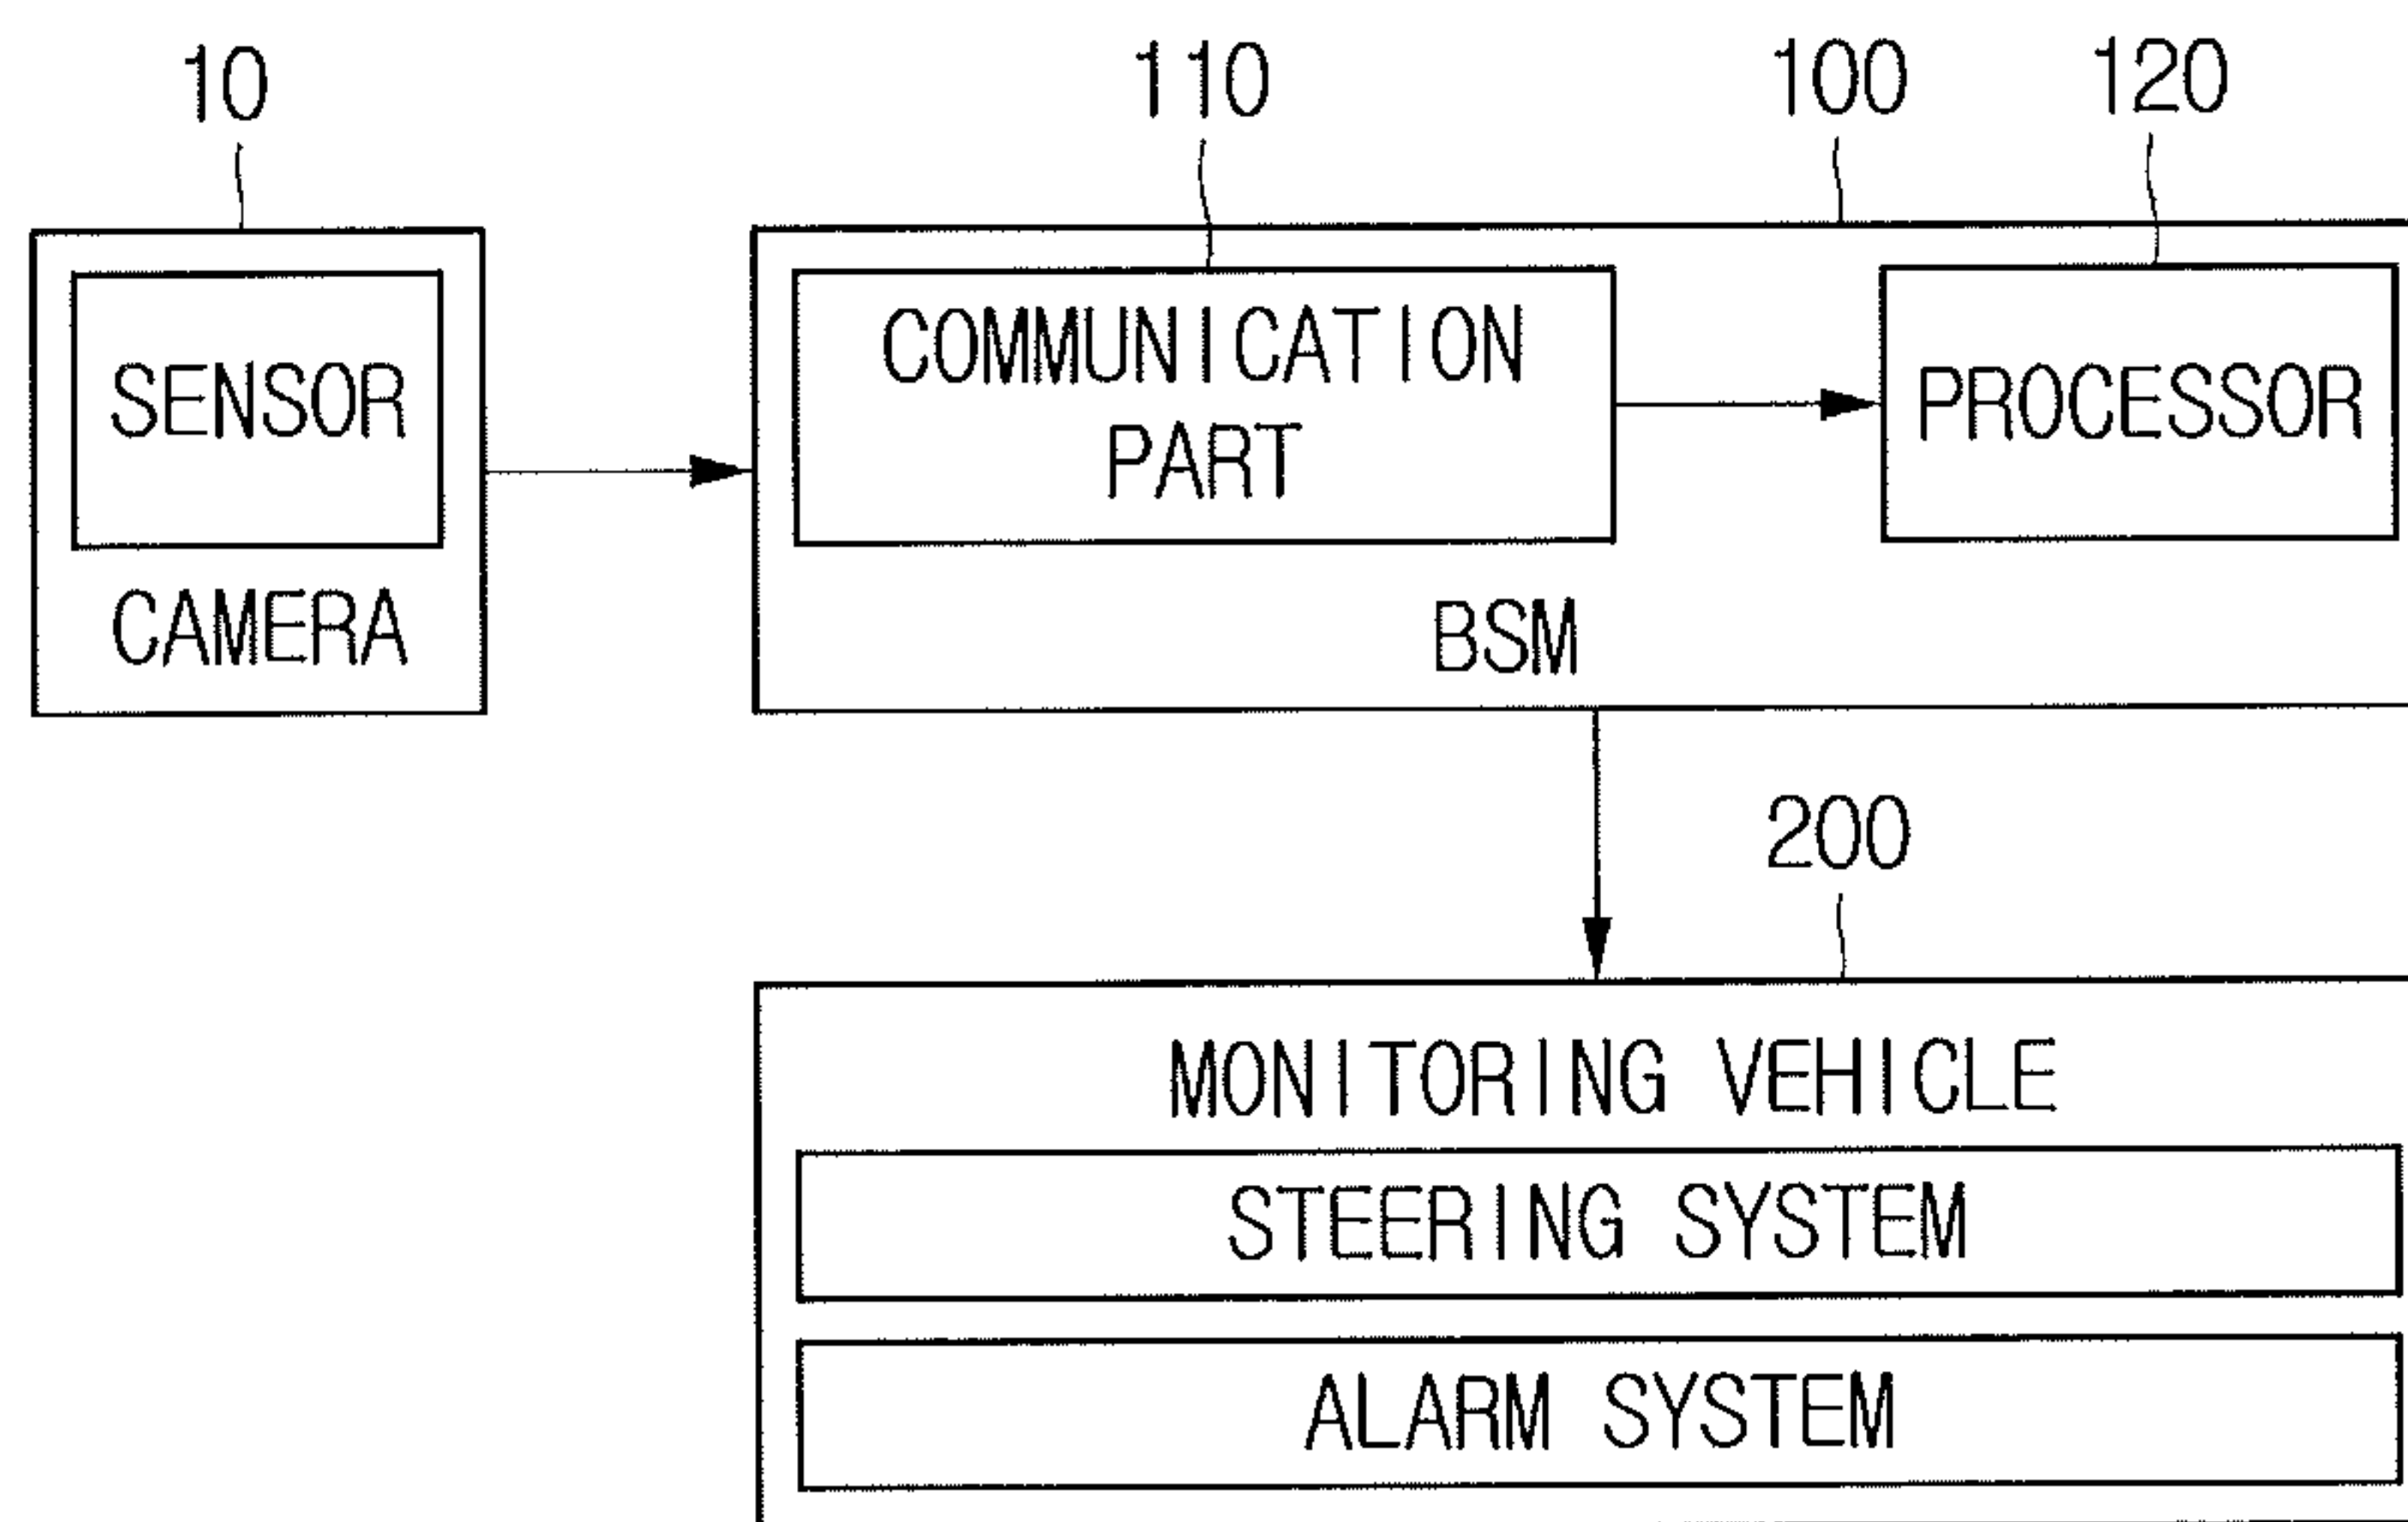 10
110
100
120
SENSOR
CAMERA
COMMUNICATION
PART
PROCESSOR
BSM
200
MONITORING VEHICLE
STEERING SYSTEM
ALARM SYSTEM